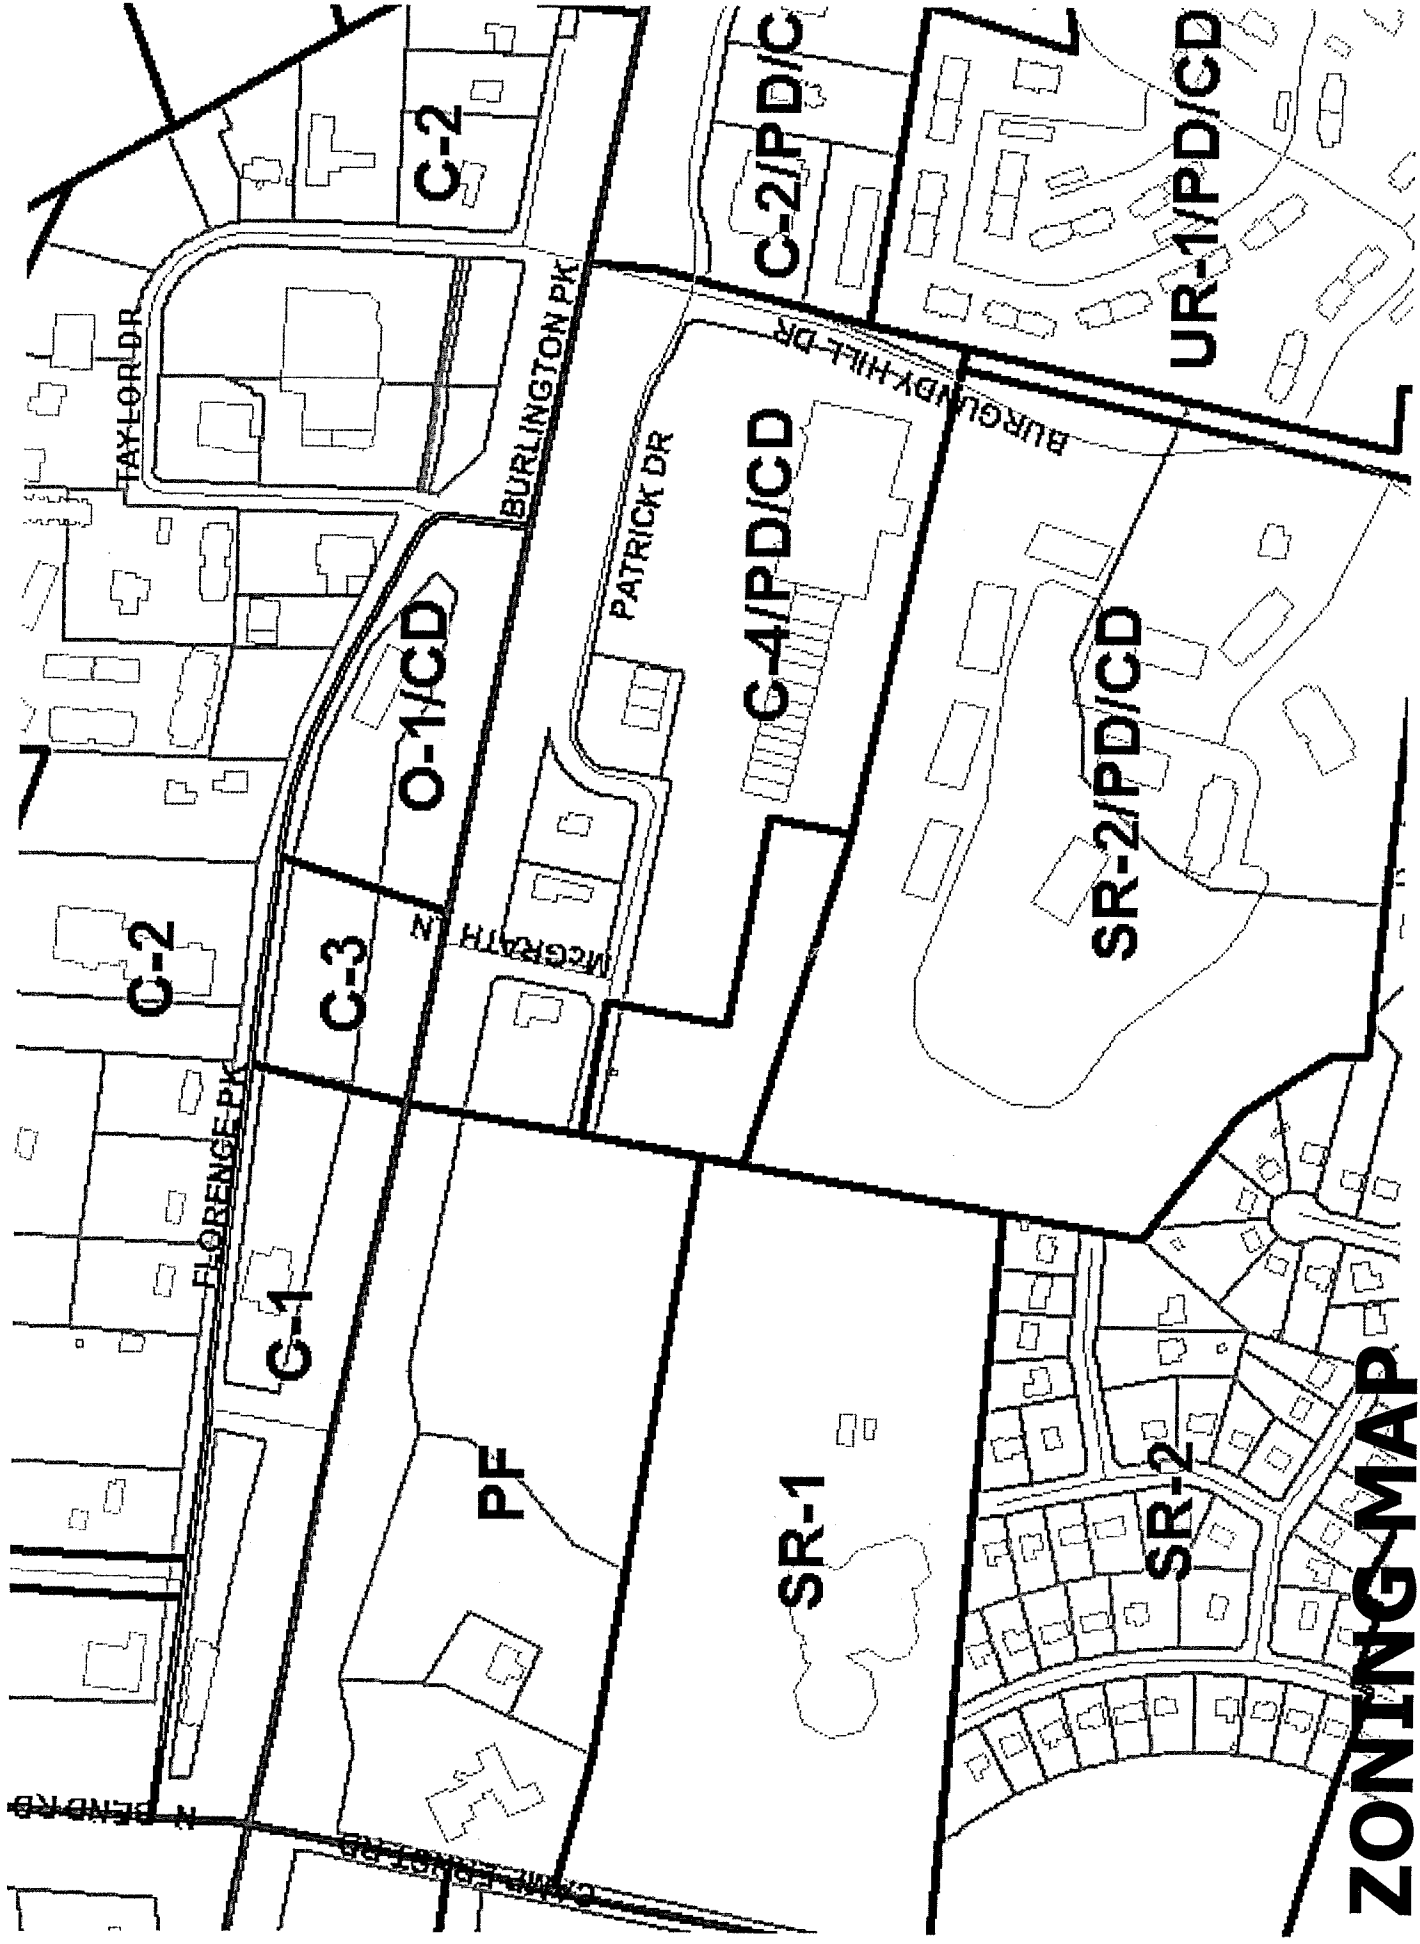 C-2
TAYLOR DR
BURLINGTON PK
C-2/PD/C
UR-1/PD/CD
BURGUNDY HILL DR
PATRICK DR
C-4/PD/CD
O-1/CD
SR-2/PD/CD
C-2
C-3
McGRATH LN
FLORENCE PK
C-1
PF
SR-1
SR-2
N BEND RD
CAMP ERNST RD
ZONING MAP